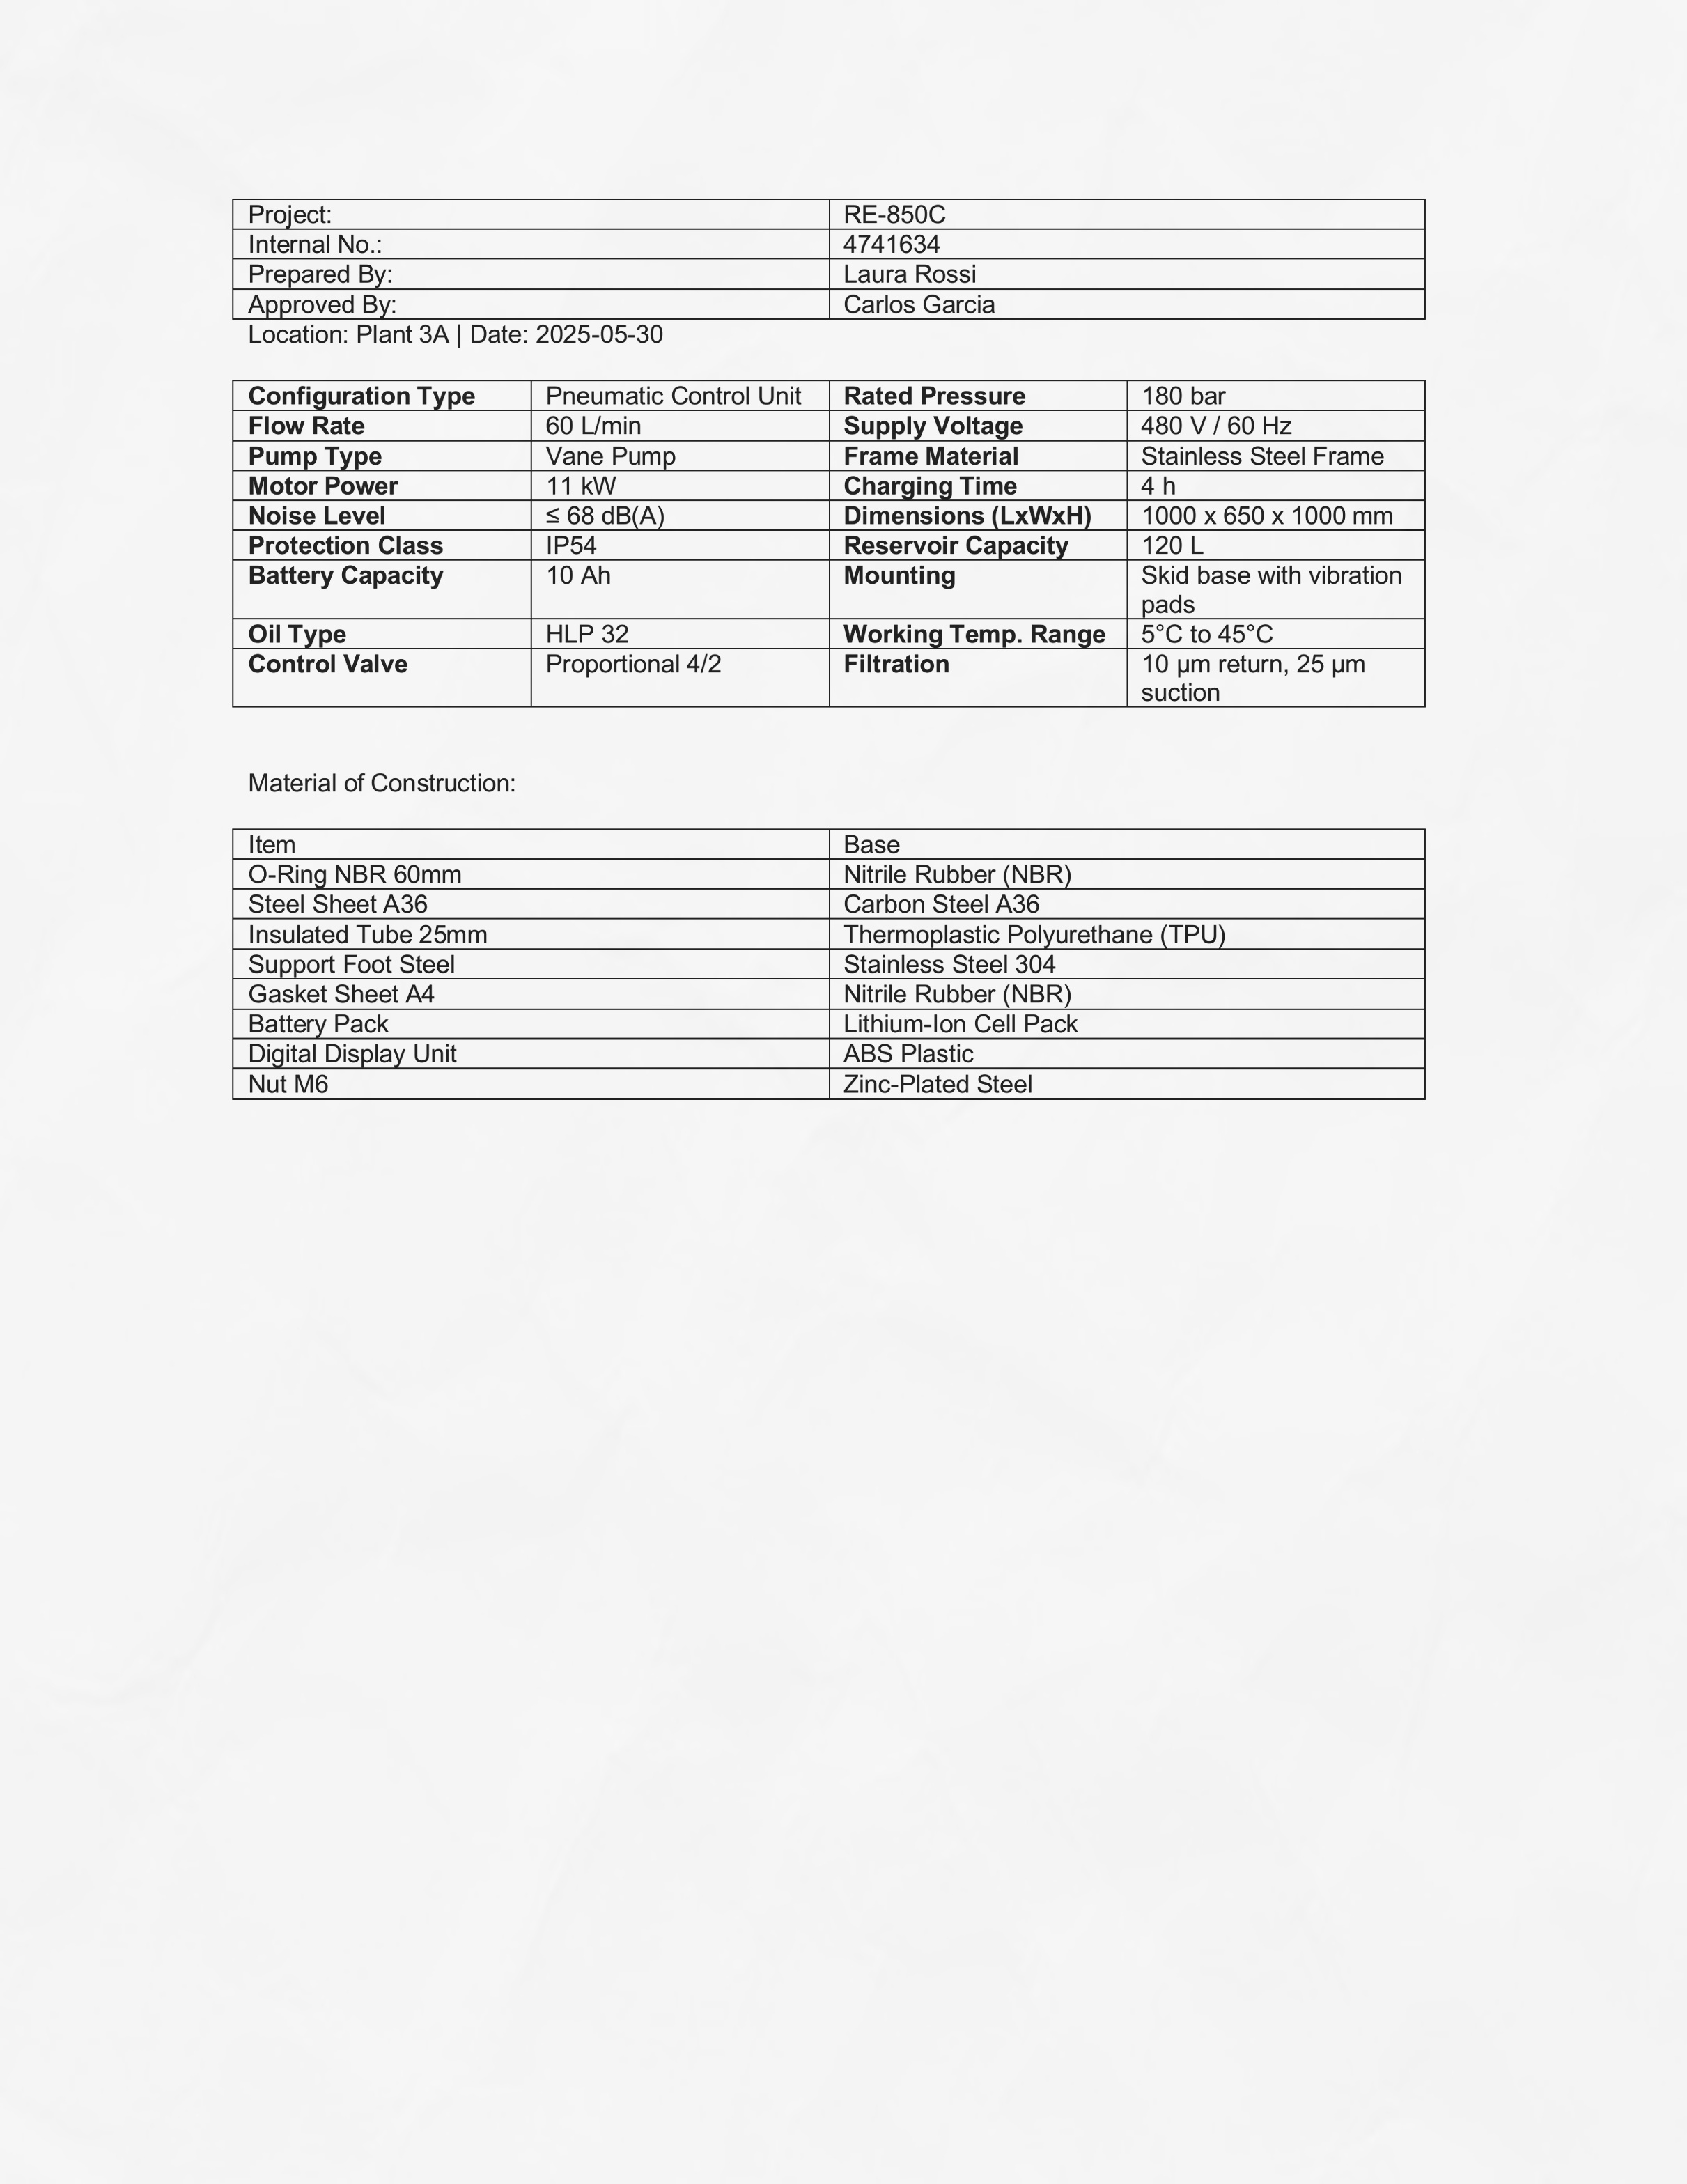 Project: RE-850C
Internal No.: 4741634
Prepared By: Laura Rossi
Approved By: Carlos Garcia
Location: Plant 3A | Date: 2025-05-30
Configuration Type Pneumatic Control Unit Rated Pressure 180 bar
Flow Rate 60 L/min Supply Voltage 480 V / 60 Hz
Pump Type Vane Pump Frame Material Stainless Steel Frame
Motor Power 11 kW Charging Time 4 h
Noise Level ≤ 68 dB(A) Dimensions (LxWxH) 1000 x 650 x 1000 mm
Protection Class IP54 Reservoir Capacity 120 L
Battery Capacity 10 Ah Mounting Skid base with vibration
pads
Oil Type HLP 32 Working Temp. Range 5°C to 45°C
Control Valve Proportional 4/2 Filtration 10 µm return, 25 µm
suction
Material of Construction:
Item Base
O-Ring NBR 60mm Nitrile Rubber (NBR)
Steel Sheet A36 Carbon Steel A36
Insulated Tube 25mm Thermoplastic Polyurethane (TPU)
Support Foot Steel Stainless Steel 304
Gasket Sheet A4 Nitrile Rubber (NBR)
Battery Pack Lithium-Ion Cell Pack
Digital Display Unit ABS Plastic
Nut M6 Zinc-Plated Steel